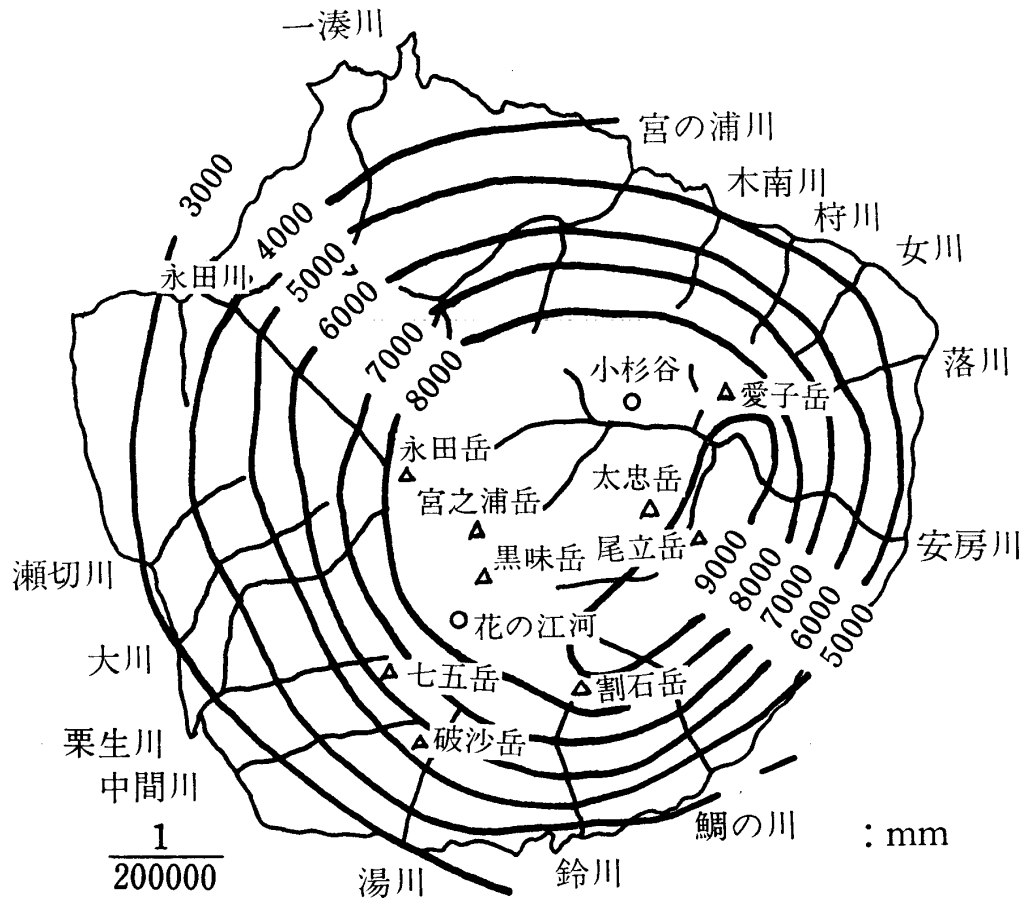 一湊川
宮の浦川
木南川
桴川
女川
3000
4000
永田川
5000
6000
7000
8000
落川
小杉谷
愛子岳
永田岳
太忠岳
宮之浦岳
黒味岳
尾立岳
安房川
瀬切川
9000
8000
7000
6000
5000
花の江河
大川
七五岳
割石岳
栗生川
破沙岳
中間川
鯛の川
: mm
1
200000
湯川
鈴川